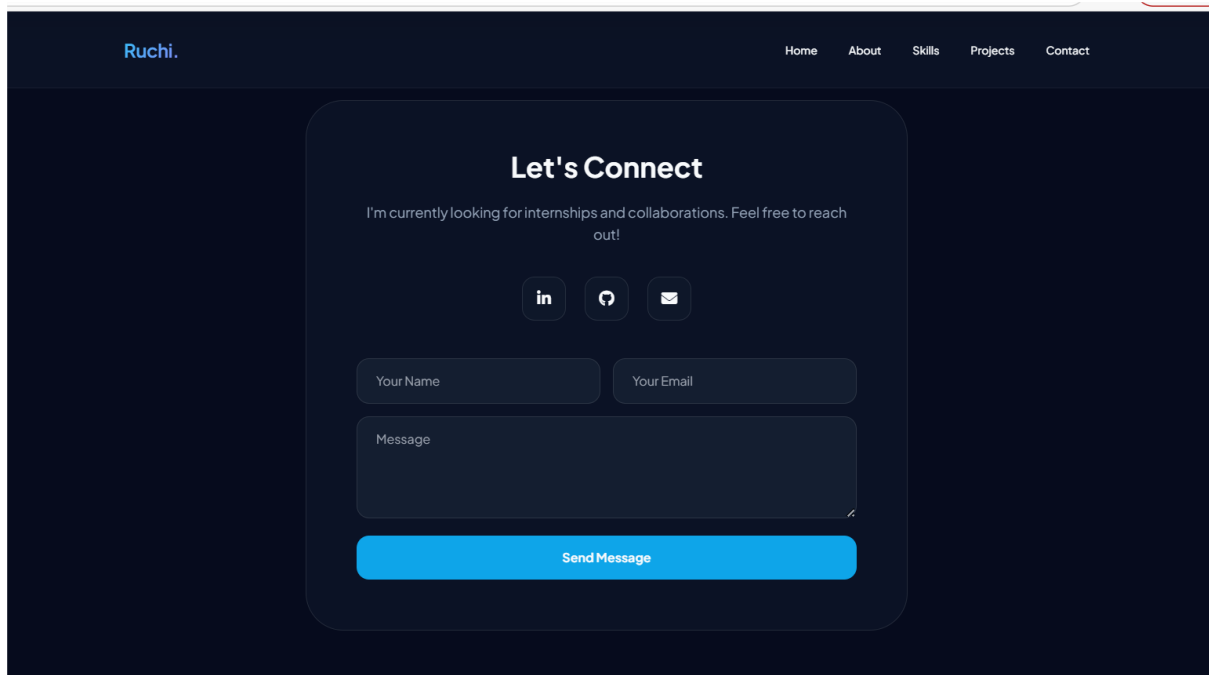 Ruchi.
Home About Skills Projects Contact
Let's Connect
I'm currently looking for internships and collaborations. Feel free to reach
out!
in
Your Name Your Email
Message
Send Message